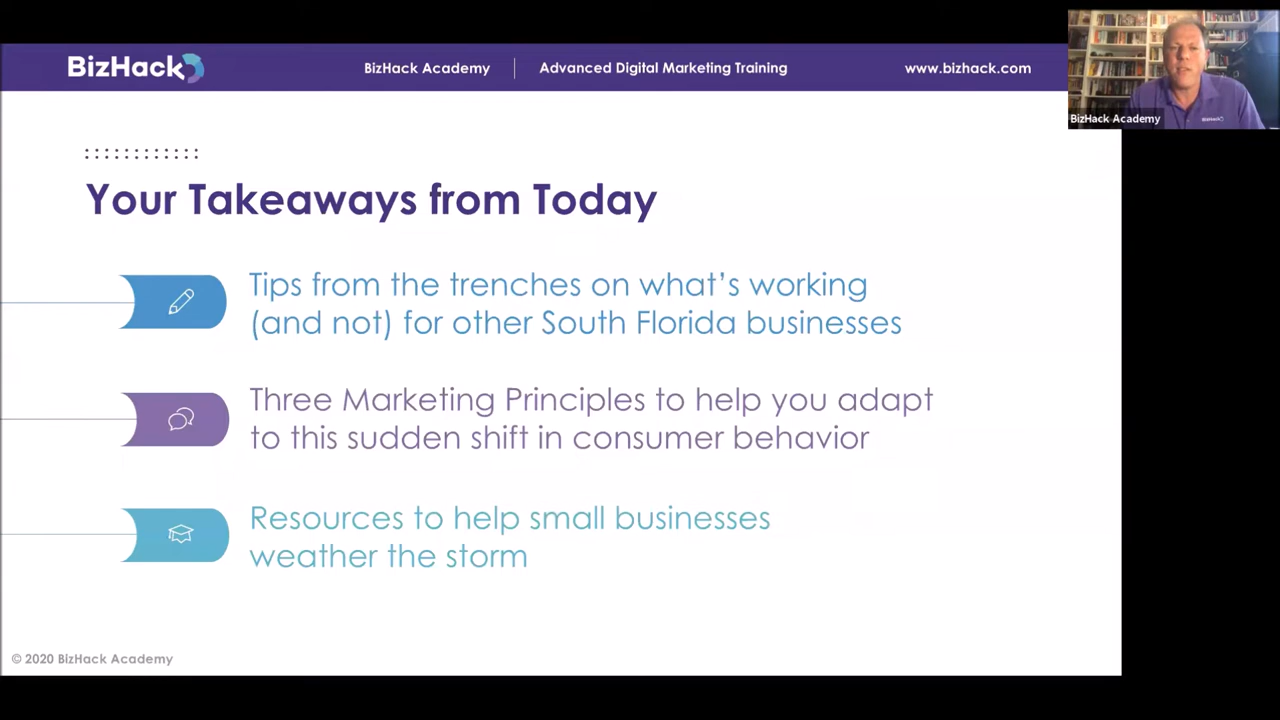 BizHack
BizHack Academy
Advanced Digital Marketing Training
www.bizhack.com
BizHack Academy
Your Takeaways from Today
Tips from the trenches on what's working
(and not) for other South Florida businesses
Three Marketing Principles to help you adapt
to this sudden shift in consumer behavior
Resources to help small businesses
weather the storm
© 2020 BizHack Academy